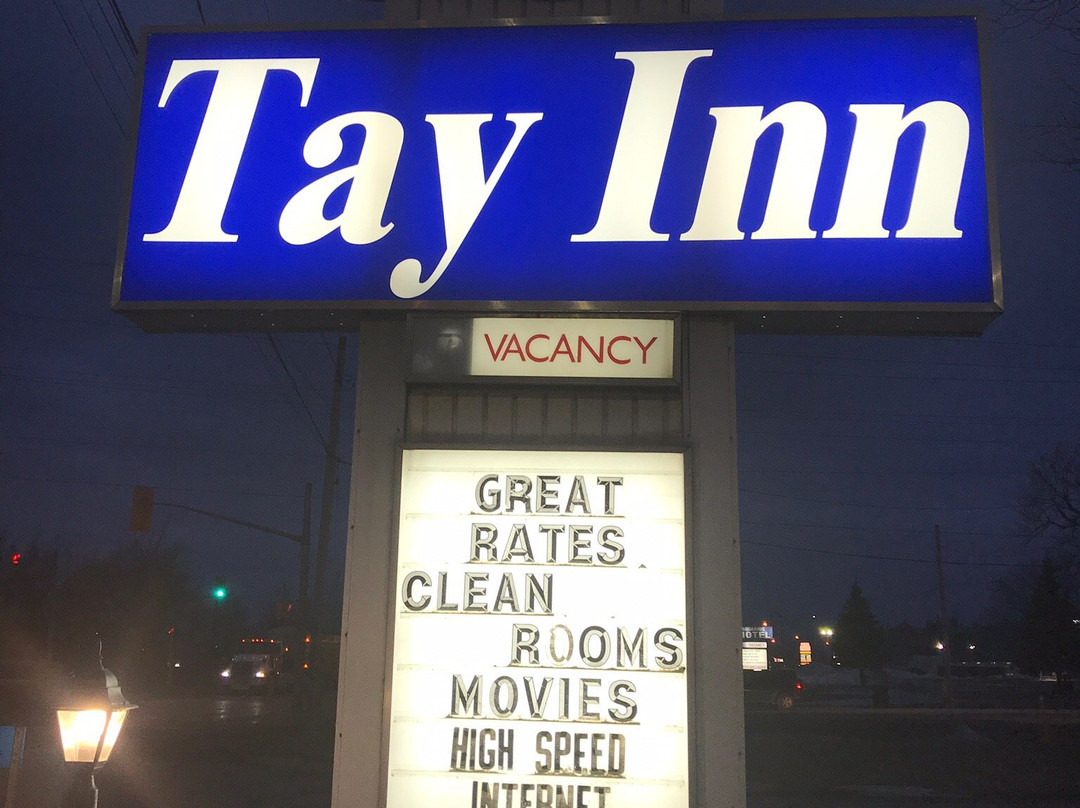 Tay Inn
VACANCY
GREAT
RATES
CLEAN
ROOMS
MOVIES
HIGH SPEED
INTERNET